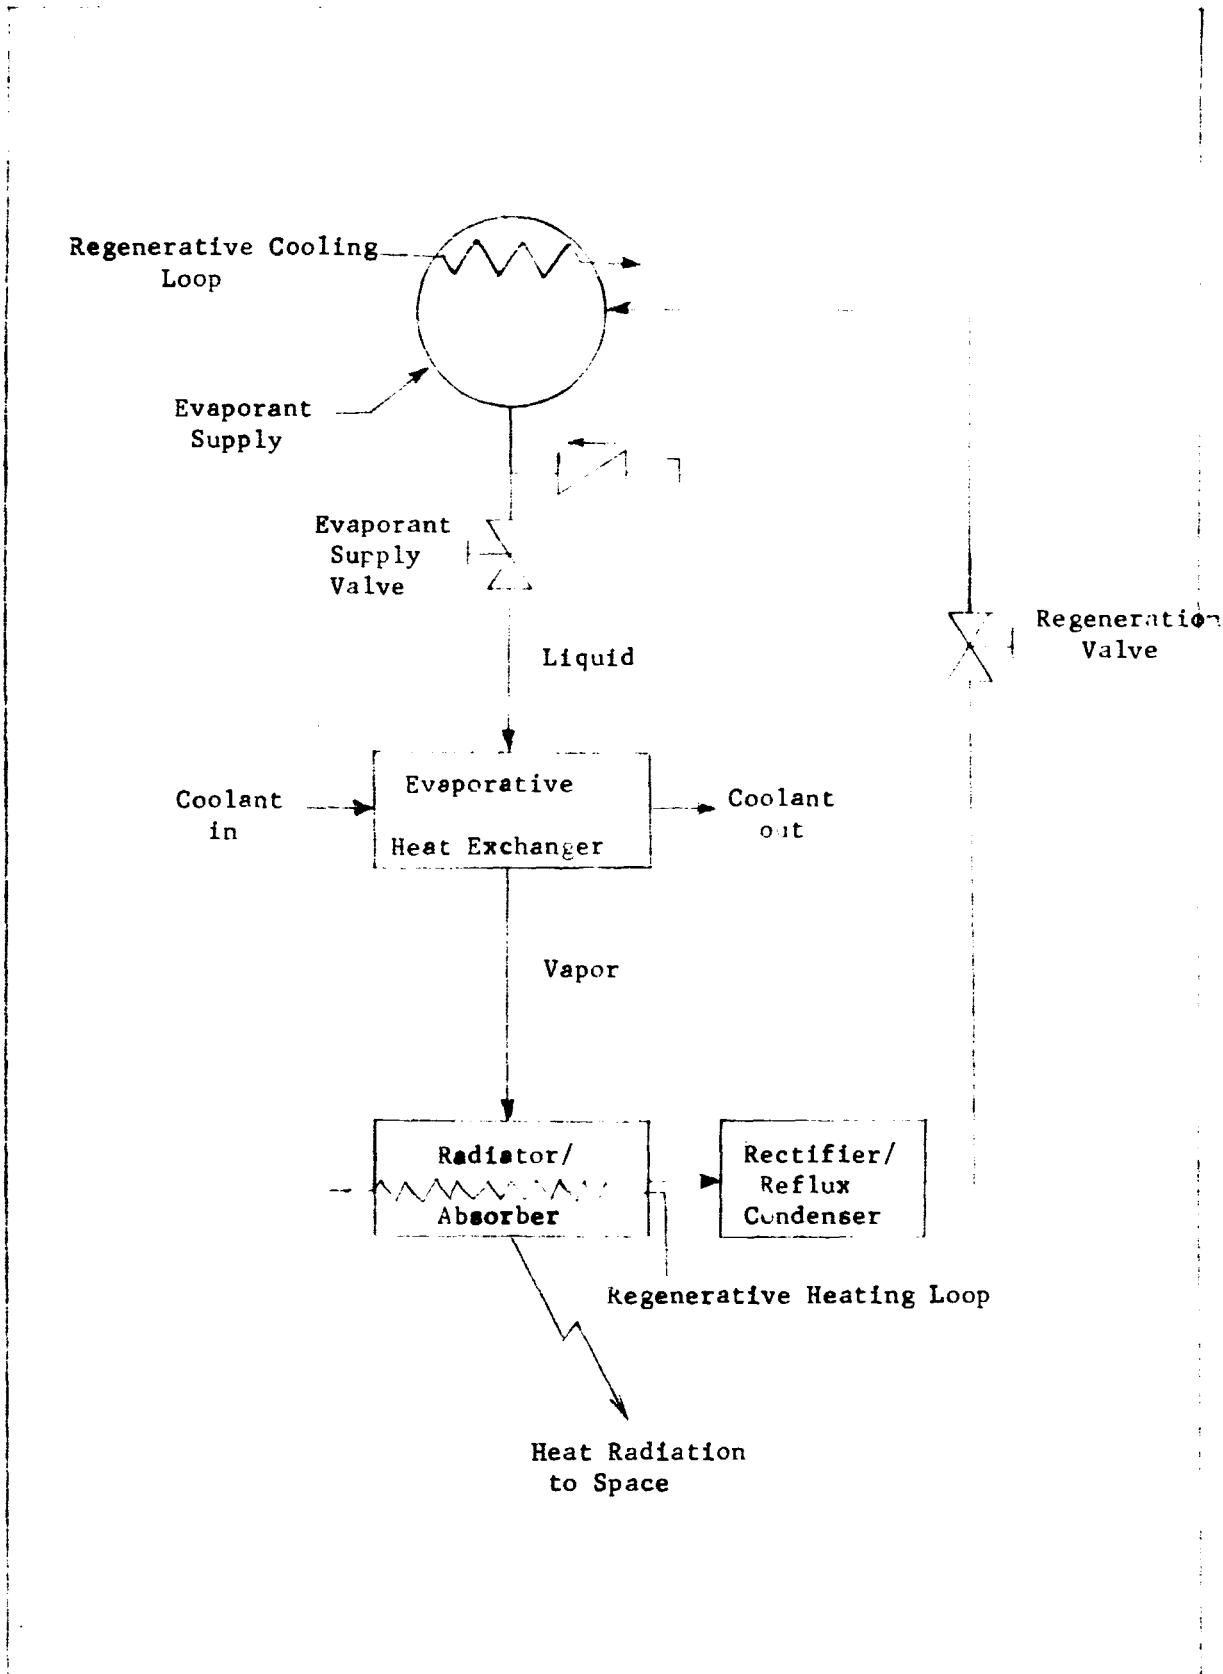 Regenerative Cooling
Loop
Evaporant
Supply
Evaporant
Supply
Valve
Regeneration
Valve
Liquid
Evaporative
Heat Exchanger
Coolant
in
Coolant
out
Vapor
Radiator/
Absorber
Rectifier/
Reflux
Condenser
Regenerative Heating Loop
Heat Radiation
to Space